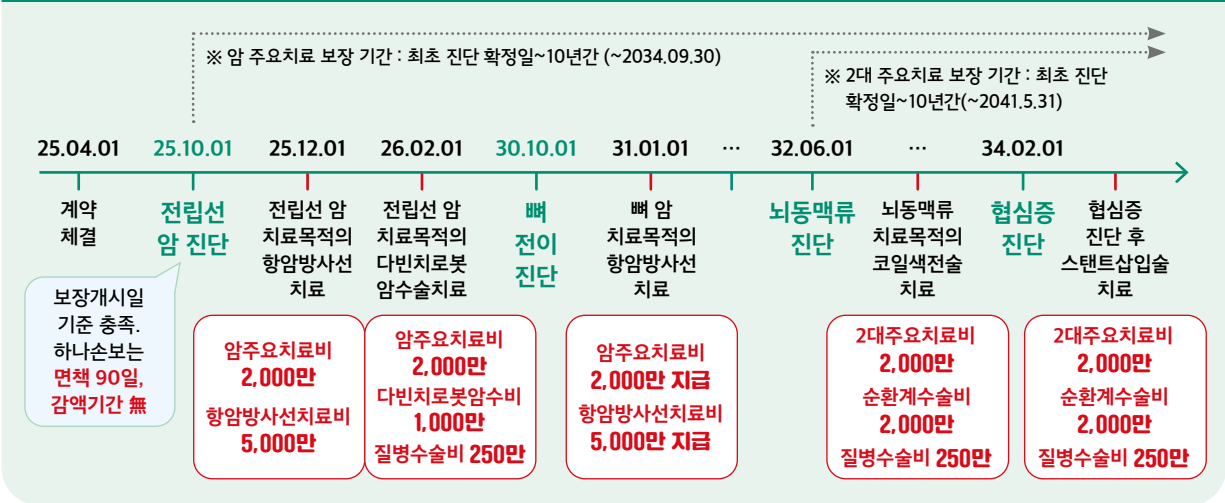 ※ 암 주요치료 보장 기간 : 최초 진단 확정일~10년간 (~2034.09.30)
※ 2대 주요치료 보장 기간 : 최초 진단
확정일~10년간(~2041.5.31)
25.04.01
25.10.01
25.12.01
26.02.01
30.10.01
31.01.01
…
32.06.01
…
34.02.01
계약
체결
전립선
암 진단
전립선 암
치료목적의
항암방사선
치료
전립선 암
치료목적의
다빈치로봇
암수술치료
뼈
전이
진단
뼈 암
치료목적의
항암방사선
치료
뇌동맥류
진단
뇌동맥류
치료목적의
코일색전술
치료
협심증
진단
협심증
진단 후
스탠트삽입술
치료
보장개시일
기준 충족.
하나손보는
면책 90일,
감액기간 無
암주요치료비
2,000만
항암방사선치료비
5,000만
암주요치료비
2,000만
다빈치로봇암수비
1,000만
질병수술비 250만
암주요치료비
2,000만 지급
항암방사선치료비
5,000만 지급
2대주요치료비
2,000만
순환계수술비
2,000만
질병수술비 250만
2대주요치료비
2,000만
순환계수술비
2,000만
질병수술비 250만